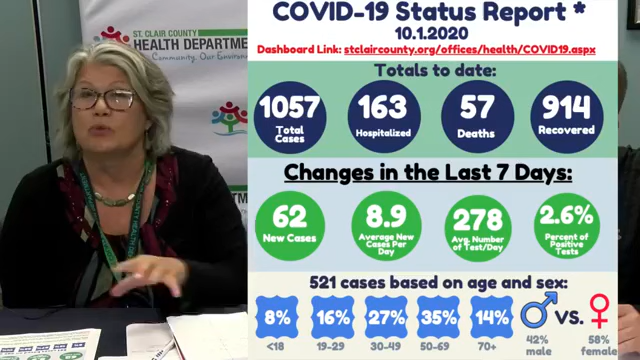 ST. CLAIR COUNTY
HEALTH DEPARTMENT
COVID-19 Status Report *
10.1.2020
Dashboard Link: stclaircounty.org/offices/health/COVID19.aspx
Totals to date:
1057
Total
Cases
163
Hospitalized
57
Deaths
914
Recovered
Changes in the Last 7 Days:
62
New Cases
8.9
Average New
Cases Per
Day
278
Avg. Number
of Test/Day
2.6%
Percent of
Positive
Tests
521 cases based on age and sex:
8%
16%
27%
35%
14%
VS.
<18
19-29
30-49
50-69
70+
42%
male
58%
female